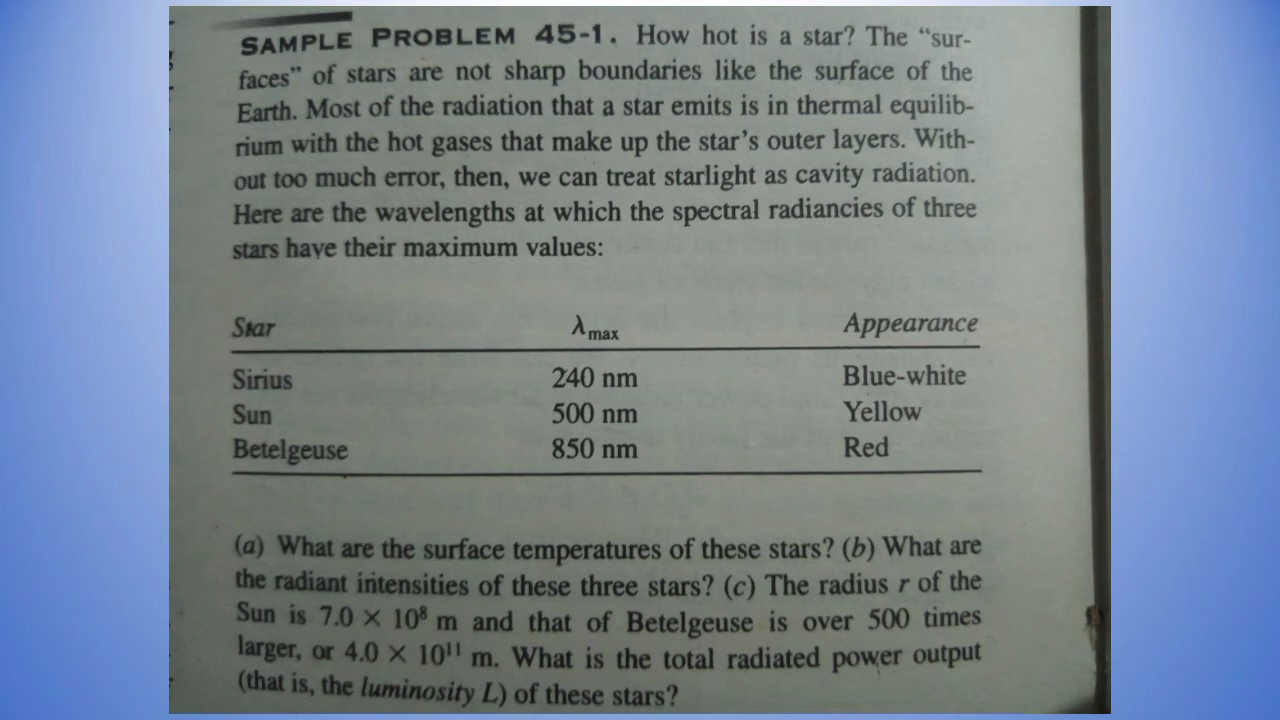 SAMPLE PROBLEM 45-1. How hot is a star? The “sur-
faces” of stars are not sharp boundaries like the surface of the
Earth. Most of the radiation that a star emits is in thermal equilib-
rium with the hot gases that make up the star’s outer layers. With-
out too much error, then, we can treat starlight as cavity radiation.
Here are the wavelengths at which the spectral radiancies of three
stars have their maximum values:
Star λmax Appearance
Sirius 240 nm Blue-white
Sun 500 nm Yellow
Betelgeuse 850 nm Red
(a) What are the surface temperatures of these stars? (b) What are
the radiant intensities of these three stars? (c) The radius r of the
Sun is 7.0 × 10⁸ m and that of Betelgeuse is over 500 times
larger, or 4.0 × 10¹¹ m. What is the total radiated power output
(that is, the luminosity L) of these stars?